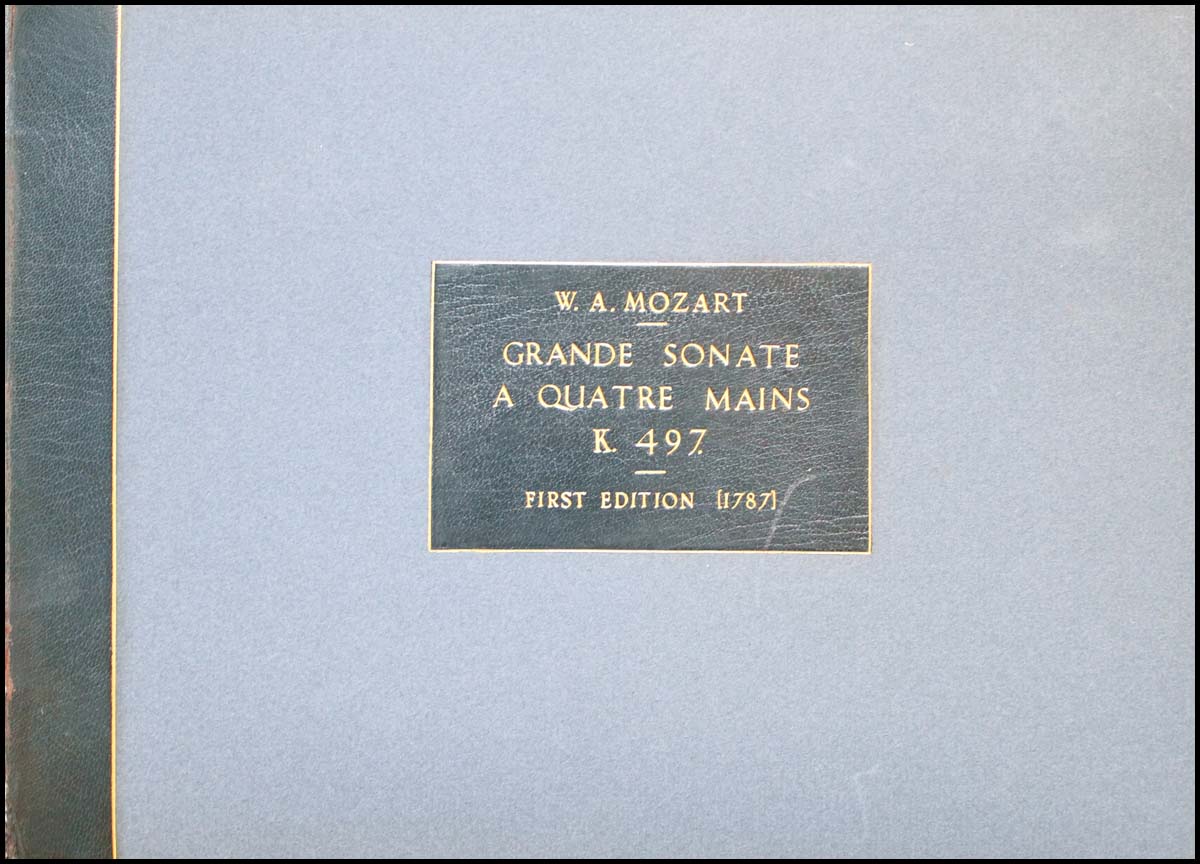 W. A. MOZART
GRANDE SONATE
A QUATRE MAINS
K. 497.
FIRST EDITION [1787]